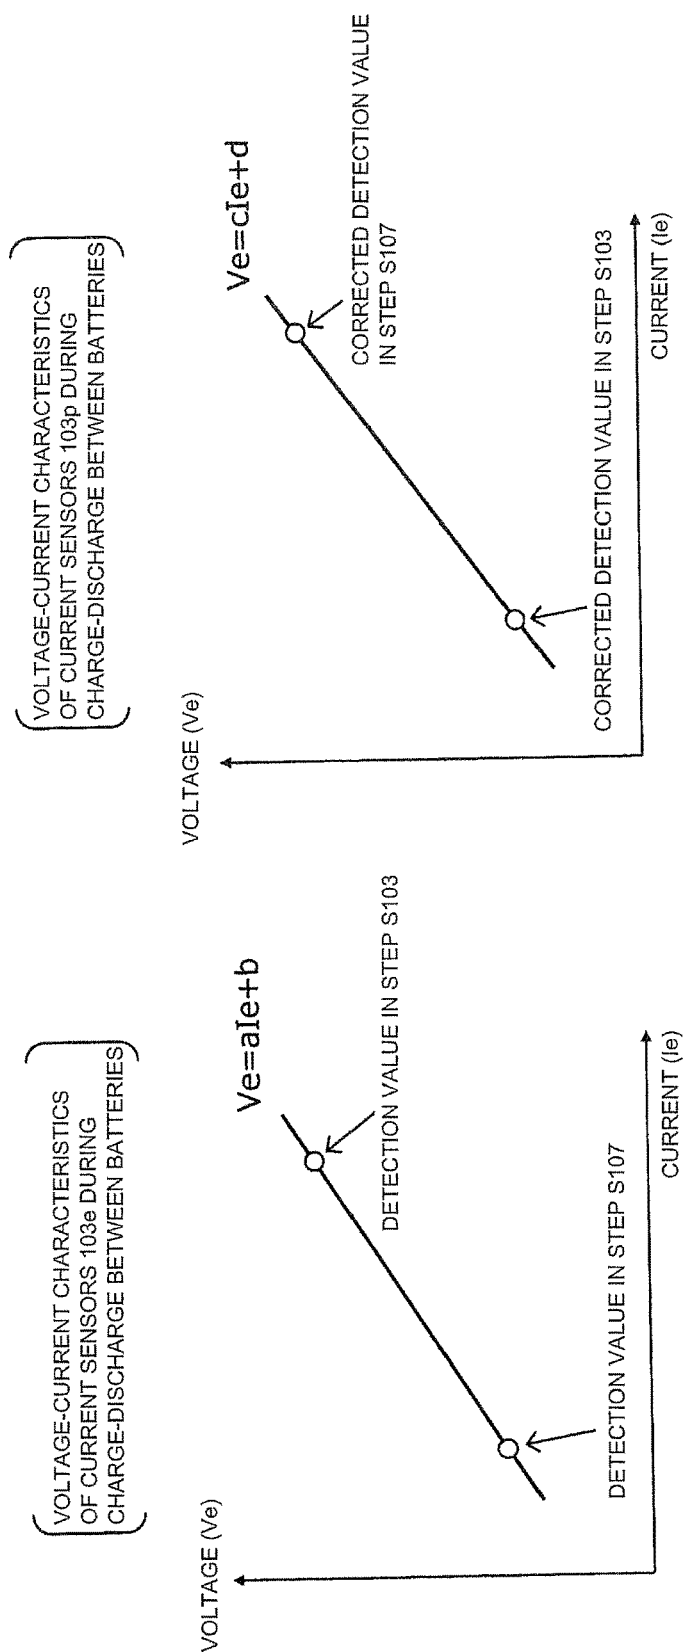 VOLTAGE-CURRENT CHARACTERISTICS
OF CURRENT SENSORS 103e DURING
CHARGE-DISCHARGE BETWEEN BATTERIES
VOLTAGE (Ve)
Ve=aIe+b
DETECTION VALUE IN STEP S103
DETECTION VALUE IN STEP S107
CURRENT (Ie)
VOLTAGE-CURRENT CHARACTERISTICS
OF CURRENT SENSORS 103p DURING
CHARGE-DISCHARGE BETWEEN BATTERIES
VOLTAGE (Ve)
Ve=cIe+d
CORRECTED DETECTION VALUE
IN STEP S107
CORRECTED DETECTION VALUE IN STEP S103
CURRENT (Ie)